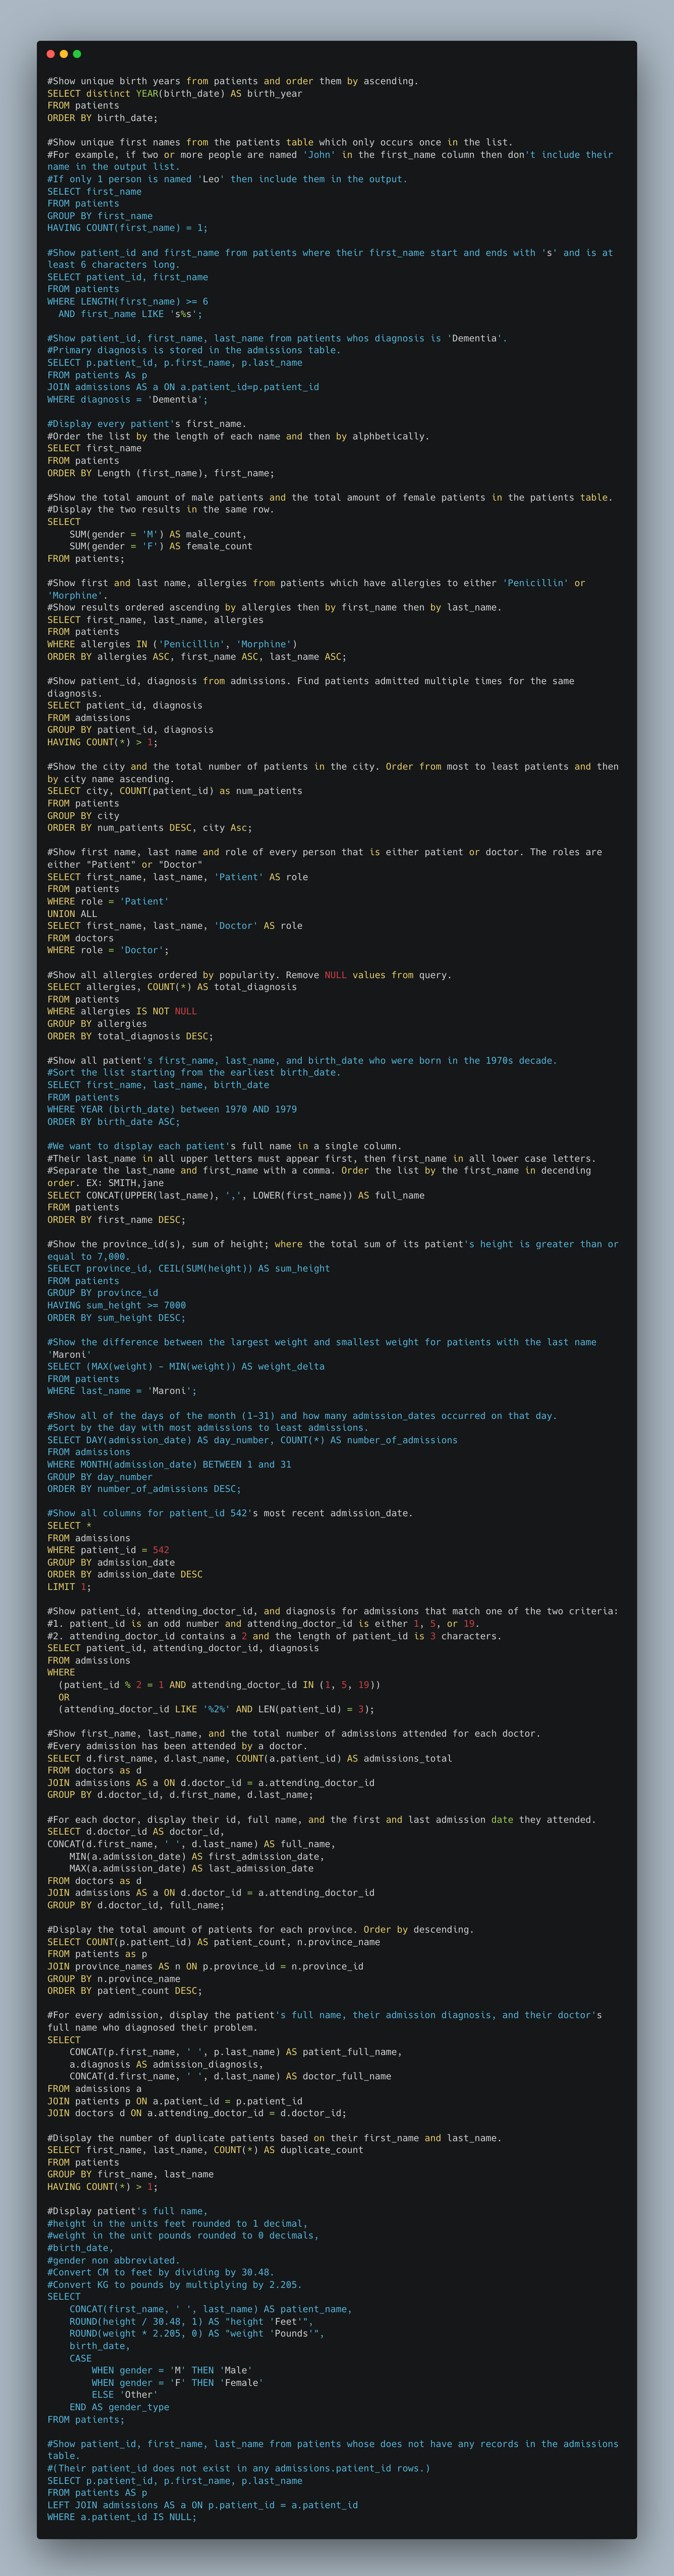 #Show unique birth years from patients and order them by ascending.
SELECT distinct YEAR(birth_date) AS birth_year
FROM patients
ORDER BY birth_date;

#Show unique first names from the patients table which only occurs once in the list.
#For example, if two or more people are named 'John' in the first_name column then don't include their
name in the output list.
#If only 1 person is named 'Leo' then include them in the output.
SELECT first_name
FROM patients
GROUP BY first_name
HAVING COUNT(first_name) = 1;

#Show patient_id and first_name from patients where their first_name start and ends with 's' and is at
least 6 characters long.
SELECT patient_id, first_name
FROM patients
WHERE LENGTH(first_name) >= 6
  AND first_name LIKE 's%s';

#Show patient_id, first_name, last_name from patients whos diagnosis is 'Dementia'.
#Primary diagnosis is stored in the admissions table.
SELECT p.patient_id, p.first_name, p.last_name
FROM patients As p
JOIN admissions AS a ON a.patient_id=p.patient_id
WHERE diagnosis = 'Dementia';

#Display every patient's first_name.
#Order the list by the length of each name and then by alphbetically.
SELECT first_name
FROM patients
ORDER BY Length (first_name), first_name;

#Show the total amount of male patients and the total amount of female patients in the patients table.
#Display the two results in the same row.
SELECT
    SUM(gender = 'M') AS male_count,
    SUM(gender = 'F') AS female_count
FROM patients;

#Show first and last name, allergies from patients which have allergies to either 'Penicillin' or
'Morphine'.
#Show results ordered ascending by allergies then by first_name then by last_name.
SELECT first_name, last_name, allergies
FROM patients
WHERE allergies IN ('Penicillin', 'Morphine')
ORDER BY allergies ASC, first_name ASC, last_name ASC;

#Show patient_id, diagnosis from admissions. Find patients admitted multiple times for the same
diagnosis.
SELECT patient_id, diagnosis
FROM admissions
GROUP BY patient_id, diagnosis
HAVING COUNT(*) > 1;

#Show the city and the total number of patients in the city. Order from most to least patients and then
by city name ascending.
SELECT city, COUNT(patient_id) as num_patients
FROM patients
GROUP BY city
ORDER BY num_patients DESC, city Asc;

#Show first name, last name and role of every person that is either patient or doctor. The roles are
either "Patient" or "Doctor"
SELECT first_name, last_name, 'Patient' AS role
FROM patients
WHERE role = 'Patient'
UNION ALL
SELECT first_name, last_name, 'Doctor' AS role
FROM doctors
WHERE role = 'Doctor';

#Show all allergies ordered by popularity. Remove NULL values from query.
SELECT allergies, COUNT(*) AS total_diagnosis
FROM patients
WHERE allergies IS NOT NULL
GROUP BY allergies
ORDER BY total_diagnosis DESC;

#Show all patient's first_name, last_name, and birth_date who were born in the 1970s decade.
#Sort the list starting from the earliest birth_date.
SELECT first_name, last_name, birth_date
FROM patients
WHERE YEAR (birth_date) between 1970 AND 1979
ORDER BY birth_date ASC;

#We want to display each patient's full name in a single column.
#Their last_name in all upper letters must appear first, then first_name in all lower case letters.
#Separate the last_name and first_name with a comma. Order the list by the first_name in decending
order. EX: SMITH,jane
SELECT CONCAT(UPPER(last_name), ',', LOWER(first_name)) AS full_name
FROM patients
ORDER BY first_name DESC;

#Show the province_id(s), sum of height; where the total sum of its patient's height is greater than or
equal to 7,000.
SELECT province_id, CEIL(SUM(height)) AS sum_height
FROM patients
GROUP BY province_id
HAVING sum_height >= 7000
ORDER BY sum_height DESC;

#Show the difference between the largest weight and smallest weight for patients with the last name
'Maroni'
SELECT (MAX(weight) - MIN(weight)) AS weight_delta
FROM patients
WHERE last_name = 'Maroni';

#Show all of the days of the month (1-31) and how many admission_dates occurred on that day.
#Sort by the day with most admissions to least admissions.
SELECT DAY(admission_date) AS day_number, COUNT(*) AS number_of_admissions
FROM admissions
WHERE MONTH(admission_date) BETWEEN 1 and 31
GROUP BY day_number
ORDER BY number_of_admissions DESC;

#Show all columns for patient_id 542's most recent admission_date.
SELECT *
FROM admissions
WHERE patient_id = 542
GROUP BY admission_date
ORDER BY admission_date DESC
LIMIT 1;

#Show patient_id, attending_doctor_id, and diagnosis for admissions that match one of the two criteria:
#1. patient_id is an odd number and attending_doctor_id is either 1, 5, or 19.
#2. attending_doctor_id contains a 2 and the length of patient_id is 3 characters.
SELECT patient_id, attending_doctor_id, diagnosis
FROM admissions
WHERE
  (patient_id % 2 = 1 AND attending_doctor_id IN (1, 5, 19))
  OR
  (attending_doctor_id LIKE '%2%' AND LEN(patient_id) = 3);

#Show first_name, last_name, and the total number of admissions attended for each doctor.
#Every admission has been attended by a doctor.
SELECT d.first_name, d.last_name, COUNT(a.patient_id) AS admissions_total
FROM doctors as d
JOIN admissions AS a ON d.doctor_id = a.attending_doctor_id
GROUP BY d.doctor_id, d.first_name, d.last_name;

#For each doctor, display their id, full name, and the first and last admission date they attended.
SELECT d.doctor_id AS doctor_id,
CONCAT(d.first_name, ' ', d.last_name) AS full_name,
    MIN(a.admission_date) AS first_admission_date,
    MAX(a.admission_date) AS last_admission_date
FROM doctors as d
JOIN admissions AS a ON d.doctor_id = a.attending_doctor_id
GROUP BY d.doctor_id, full_name;

#Display the total amount of patients for each province. Order by descending.
SELECT COUNT(p.patient_id) AS patient_count, n.province_name
FROM patients as p
JOIN province_names AS n ON p.province_id = n.province_id
GROUP BY n.province_name
ORDER BY patient_count DESC;

#For every admission, display the patient's full name, their admission diagnosis, and their doctor's
full name who diagnosed their problem.
SELECT
    CONCAT(p.first_name, ' ', p.last_name) AS patient_full_name,
    a.diagnosis AS admission_diagnosis,
    CONCAT(d.first_name, ' ', d.last_name) AS doctor_full_name
FROM admissions a
JOIN patients p ON a.patient_id = p.patient_id
JOIN doctors d ON a.attending_doctor_id = d.doctor_id;

#Display the number of duplicate patients based on their first_name and last_name.
SELECT first_name, last_name, COUNT(*) AS duplicate_count
FROM patients
GROUP BY first_name, last_name
HAVING COUNT(*) > 1;

#Display patient's full name,
#height in the units feet rounded to 1 decimal,
#weight in the unit pounds rounded to 0 decimals,
#birth_date,
#gender non abbreviated.
#Convert CM to feet by dividing by 30.48.
#Convert KG to pounds by multiplying by 2.205.
SELECT
    CONCAT(first_name, ' ', last_name) AS patient_name,
    ROUND(height / 30.48, 1) AS "height 'Feet'",
    ROUND(weight * 2.205, 0) AS "weight 'Pounds'",
    birth_date,
    CASE
        WHEN gender = 'M' THEN 'Male'
        WHEN gender = 'F' THEN 'Female'
        ELSE 'Other'
    END AS gender_type
FROM patients;

#Show patient_id, first_name, last_name from patients whose does not have any records in the admissions
table.
#(Their patient_id does not exist in any admissions.patient_id rows.)
SELECT p.patient_id, p.first_name, p.last_name
FROM patients AS p
LEFT JOIN admissions AS a ON p.patient_id = a.patient_id
WHERE a.patient_id IS NULL;